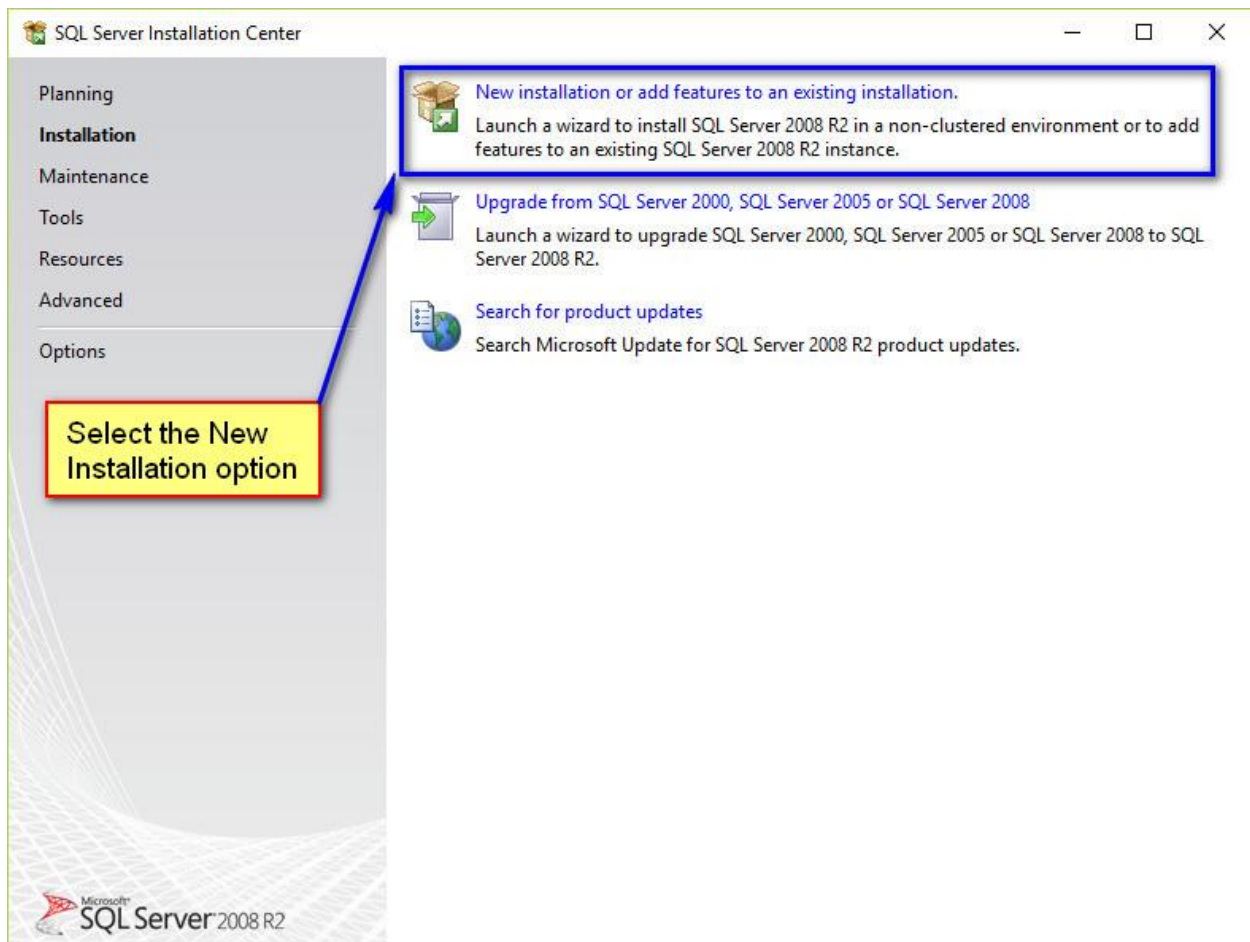 SQL Server Installation Center
Planning
Installation
Maintenance
Tools
Resources
Advanced
Options
New installation or add features to an existing installation.
Launch a wizard to install SQL Server 2008 R2 in a non-clustered environment or to add
features to an existing SQL Server 2008 R2 instance.
Upgrade from SQL Server 2000, SQL Server 2005 or SQL Server 2008
Launch a wizard to upgrade SQL Server 2000, SQL Server 2005 or SQL Server 2008 to SQL
Server 2008 R2.
Search for product updates
Search Microsoft Update for SQL Server 2008 R2 product updates.
Select the New
Installation option
Microsoft®
SQL Server® 2008 R2